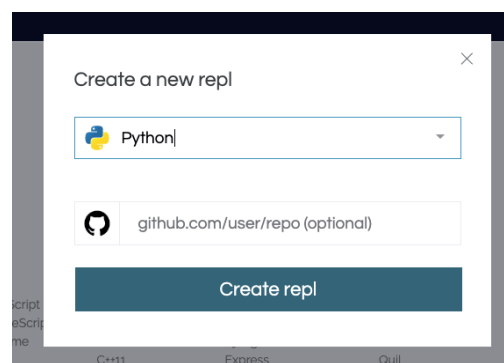 Create a new repl
Python
github.com/user/repo (optional)
Create repl
C++11 Express Quil